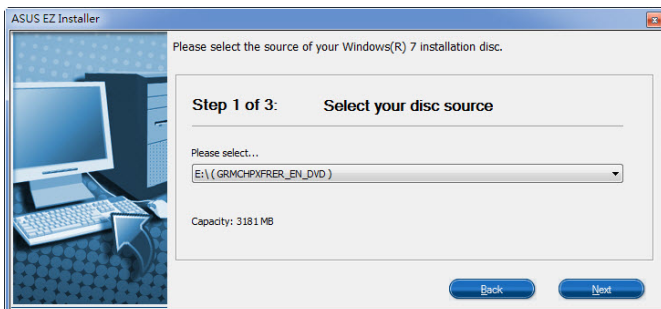 ASUS EZ Installer
Please select the source of your Windows(R) 7 installation disc.
Step 1 of 3: Select your disc source
Please select...
E:\ ( GRMCHPXFRER_EN_DVD )
Capacity: 3181 MB
Back Next